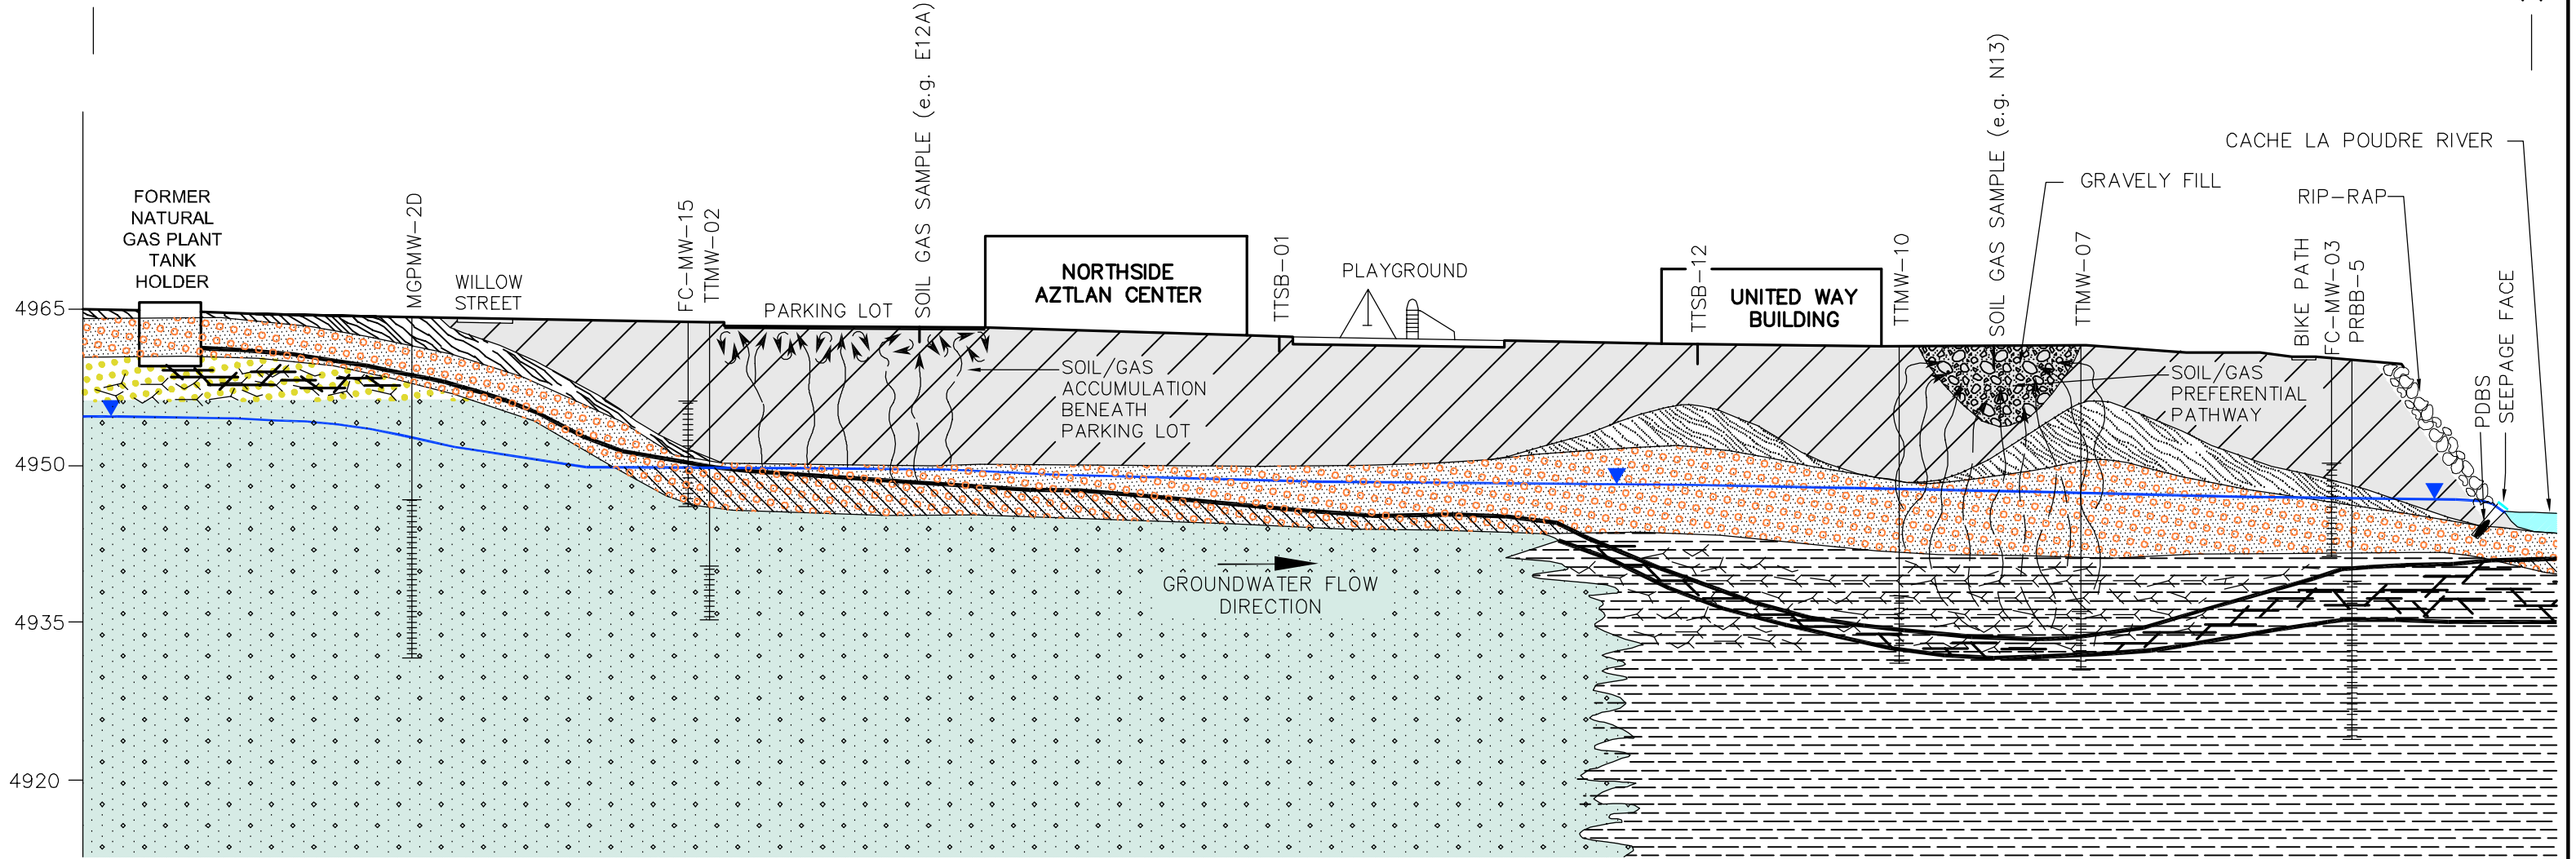 FORMER
NATURAL
GAS PLANT
TANK
HOLDER
MGPMW-2D
WILLOW
STREET
FC-MW-15
TTMW-02
PARKING LOT
SOIL GAS SAMPLE (e.g. E12A)
NORTHSIDE
AZTLAN CENTER
TTSB-01
PLAYGROUND
TTSB-12
UNITED WAY
BUILDING
TTMW-10
SOIL GAS SAMPLE (e.g. N13)
TTMW-07
GRAVELY FILL
CACHE LA POUDRE RIVER
RIP-RAP
BIKE PATH
FC-MW-03
PRBB-5
PDBS
SEEPAGE FACE
SOIL/GAS
ACCUMULATION
BENEATH
PARKING LOT
SOIL/GAS
PREFERENTIAL
PATHWAY
GROUNDWATER FLOW
DIRECTION
4965
4950
4935
4920